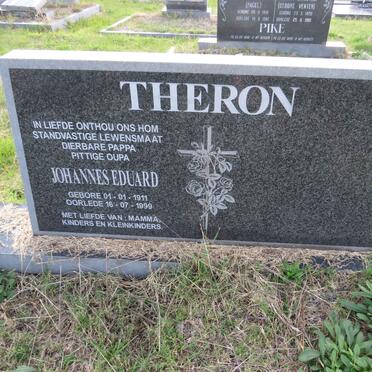 PIKE
THERON
IN LIEFDE ONTHOU ONS HOM
STANDVASTIGE LEWENSMAAT
DIERBARE PAPPA
PITTIGE OUPA
JOHANNES EDUARD
GEBORE 01 - 01 - 1911
OORLEDE 16 - 07 - 1999
MET LIEFDE VAN : MAMMA,
KINDERS EN KLEINKINDERS.